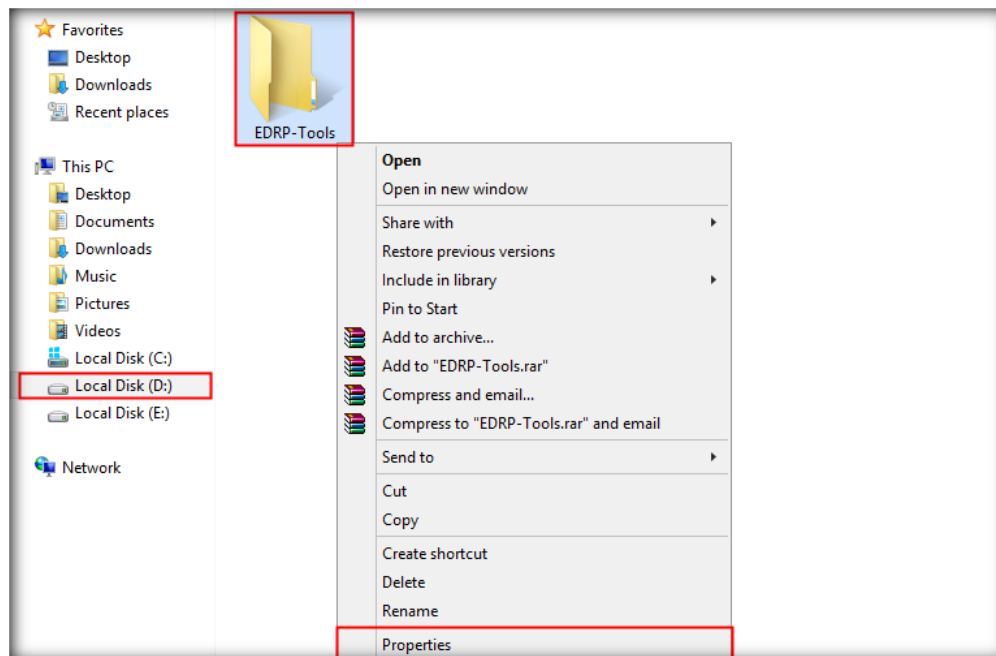 Favorites
Desktop
Downloads
Recent places
This PC
Desktop
Documents
Downloads
Music
Pictures
Videos
Local Disk (C:)
Local Disk (D:)
Local Disk (E:)
Network
EDRP-Tools
Open
Open in new window
Share with
Restore previous versions
Include in library
Pin to Start
Add to archive...
Add to "EDRP-Tools.rar"
Compress and email...
Compress to "EDRP-Tools.rar" and email
Send to
Cut
Copy
Create shortcut
Delete
Rename
Properties